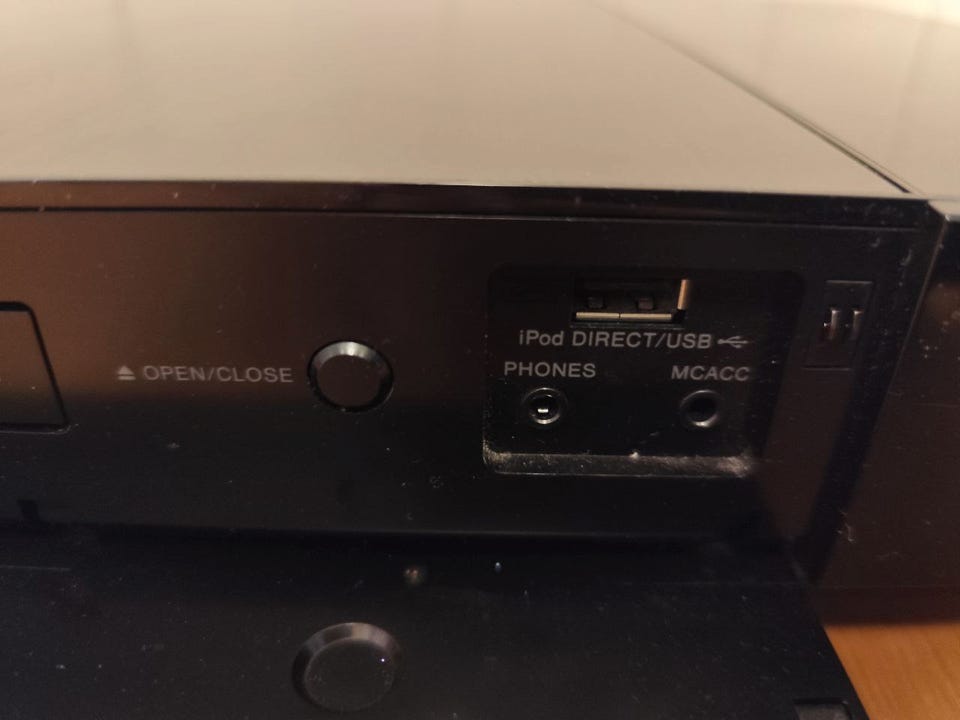 iPod DIRECT/USB
PHONES
MCACC
⏏ OPEN/CLOSE